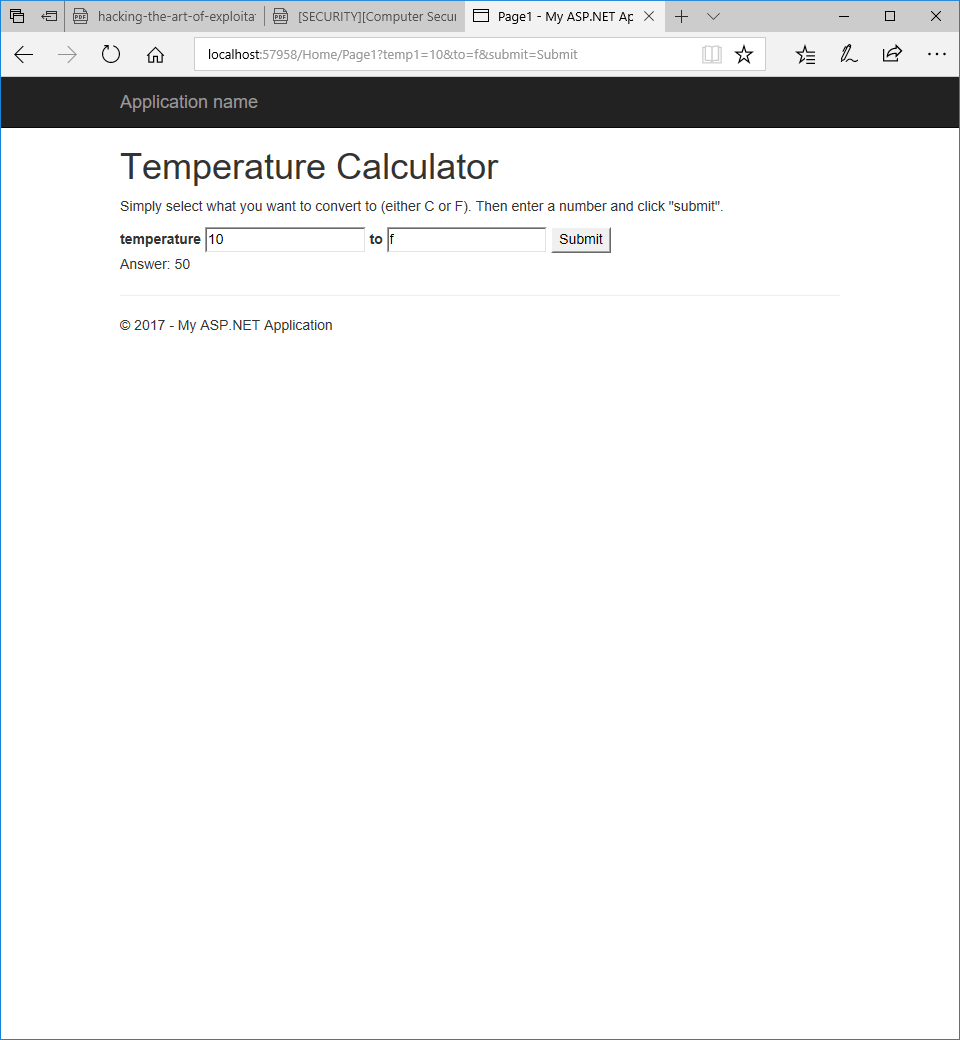 hacking-the-art-of-exploita
[SECURITY][Computer Secur
Page1 - My ASP.NET Ap
localhost:57958/Home/Page1?temp1=10&to=f&submit=Submit
Application name
Temperature Calculator
Simply select what you want to convert to (either C or F). Then enter a number and click "submit".
temperature 10 to f Submit
Answer: 50
© 2017 - My ASP.NET Application